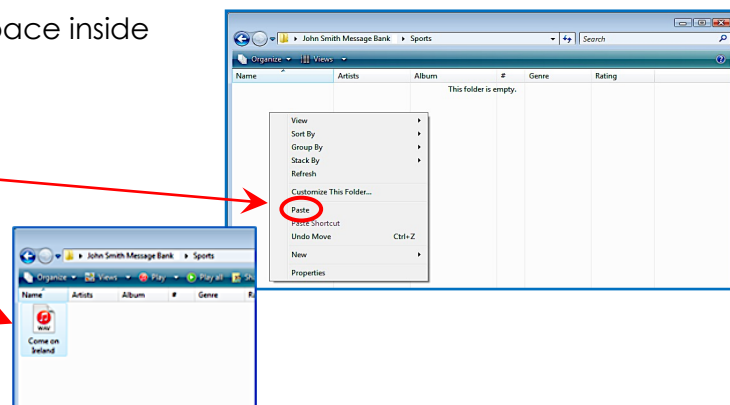 pace inside
John Smith Message Bank Sports
Search
Organize Views
Name Artists Album # Genre Rating
This folder is empty.
View
Sort By
Group By
Stack By
Refresh
Customize This Folder...
Paste
Paste Shortcut
Undo Move Ctrl+Z
New
Properties
John Smith Message Bank Sports
Organize Views Play Play all
Name Artists Album # Genre
WAV
Come on
Ireland